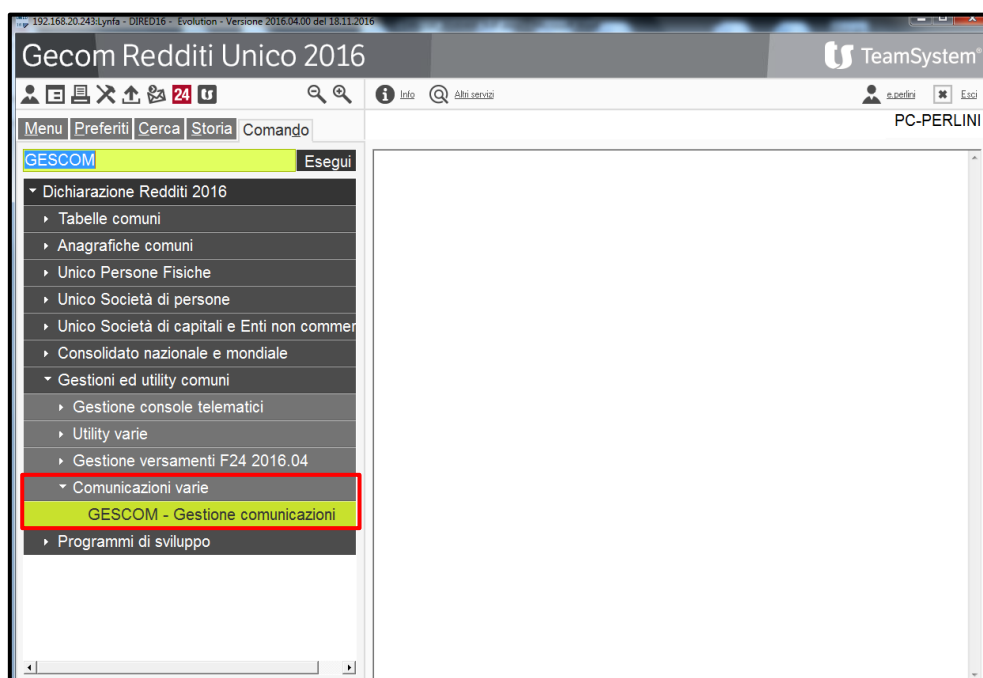 192.168.20.243:Lynfa - DIRED16 - Evolution - Versione 2016.04.00 del 18.11.2016
Gecom Redditi Unico 2016
TeamSystem®
24
Info
Altri servizi
e.perlini
Esci
Menu Preferiti Cerca Storia Comando
PC-PERLINI
GESCOM
Esegui
Dichiarazione Redditi 2016
Tabelle comuni
Anagrafiche comuni
Unico Persone Fisiche
Unico Società di persone
Unico Società di capitali e Enti non commer
Consolidato nazionale e mondiale
Gestioni ed utility comuni
Gestione console telematici
Utility varie
Gestione versamenti F24 2016.04
Comunicazioni varie
GESCOM - Gestione comunicazioni
Programmi di sviluppo